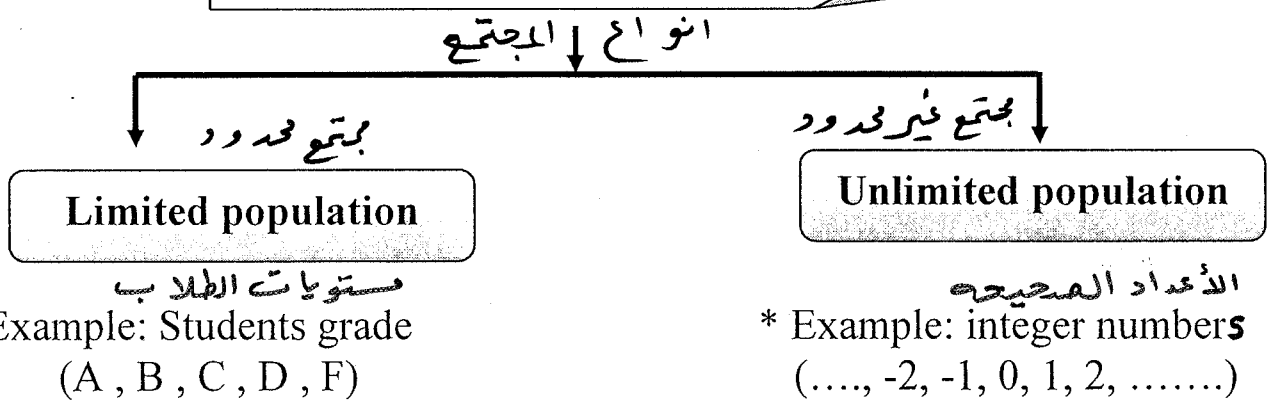 انواع المجتمع
مجتمع محدود
مجتمع غير محدود
Limited population
Unlimited population
مستويات الطلاب
الأعداد الصحيحه
Example: Students grade
* Example: integer numbers
(A , B , C , D , F)
(...., -2, -1, 0, 1, 2, .......)